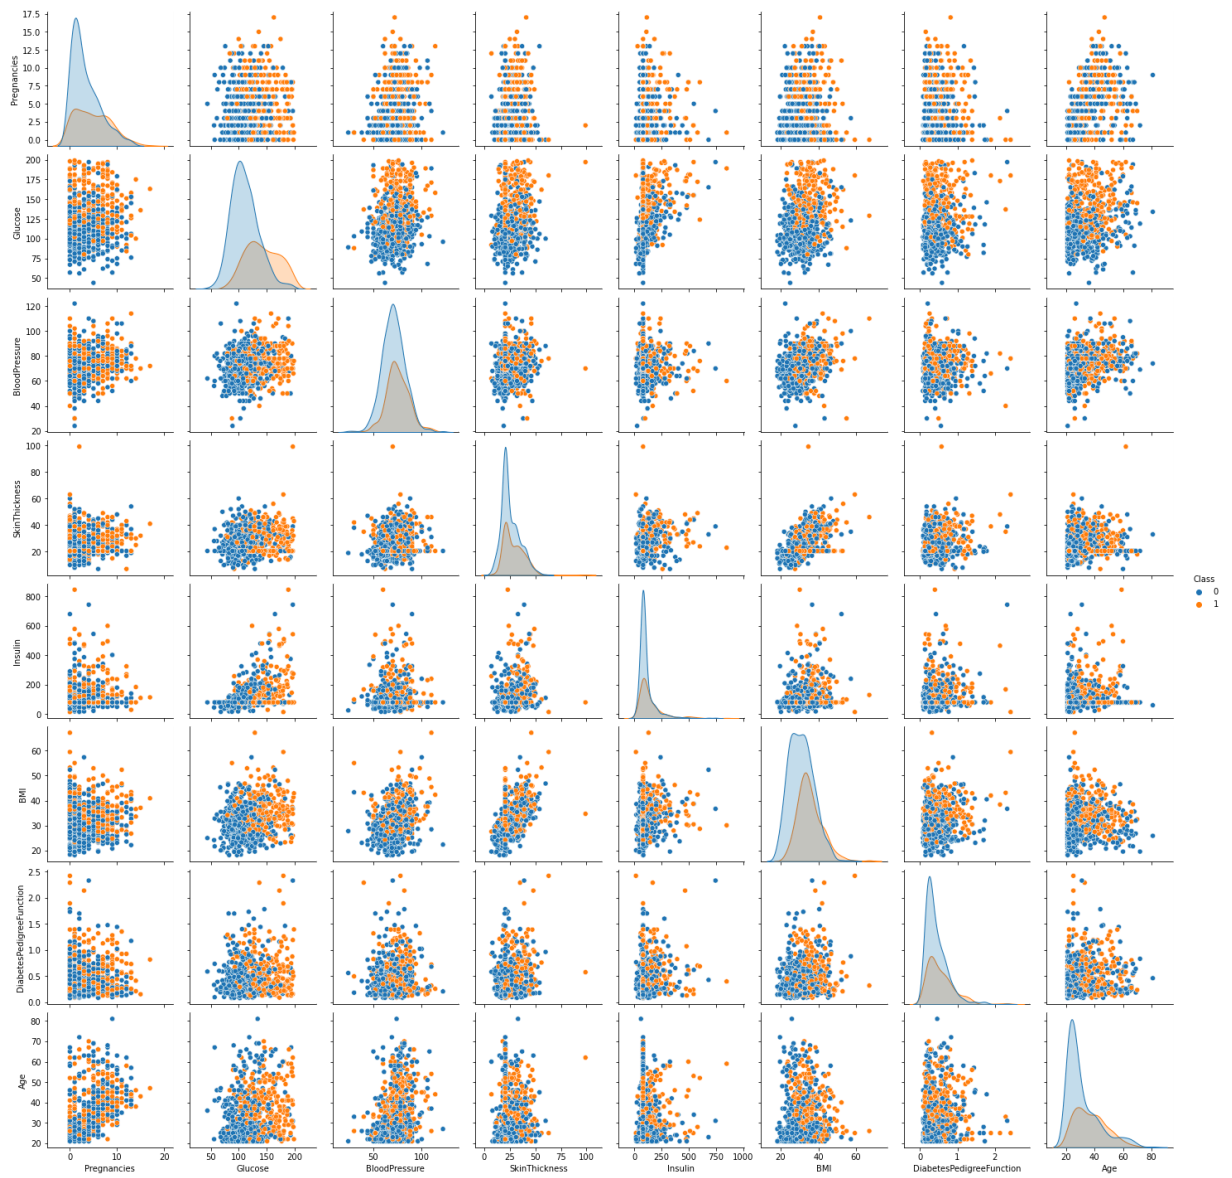 17.5
15.0
12.5
10.0
7.5
5.0
2.5
0.0
Pregnancies
200
175
150
125
100
75
50
Glucose
120
100
80
60
40
20
BloodPressure
100
80
60
40
20
SkinThickness
800
600
400
200
0
Insulin
60
50
40
30
20
BMI
2.5
2.0
1.5
1.0
0.5
0.0
DiabetesPedigreeFunction
80
70
60
50
40
30
20
Age
0 10 20
50 100 150 200
50 100
0 25 50 75 100
0 250 500 750 1000
20 40 60
0 1 2
20 40 60 80
Pregnancies
Glucose
BloodPressure
SkinThickness
Insulin
BMI
DiabetesPedigreeFunction
Age
Class
0
1